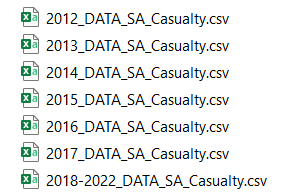 2012_DATA_SA_Casualty.csv
2013_DATA_SA_Casualty.csv
2014_DATA_SA_Casualty.csv
2015_DATA_SA_Casualty.csv
2016_DATA_SA_Casualty.csv
2017_DATA_SA_Casualty.csv
2018-2022_DATA_SA_Casualty.csv